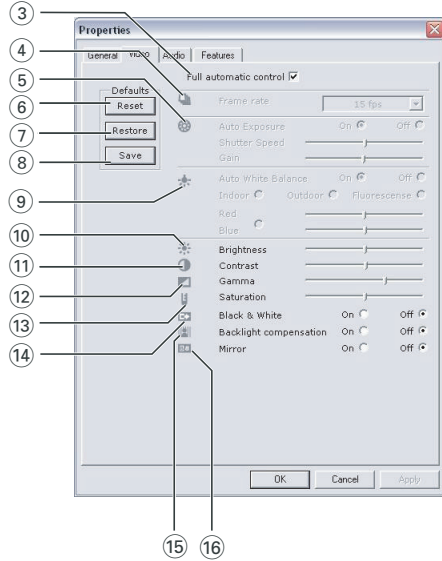 3
Properties
4
General Video Audio Features
5
Full automatic control
Defaults
6
Reset
Frame rate 15 fps
7
Restore
Auto Exposure On Off
Shutter Speed
8
Save
Gain
9
Auto White Balance On Off
Indoor Outdoor Fluorescense
Red
Blue
10
Brightness
11
Contrast
12
Gamma
13
Saturation
14
Black & White On Off
Backlight compensation On Off
Mirror On Off
OK Cancel Apply
15 16